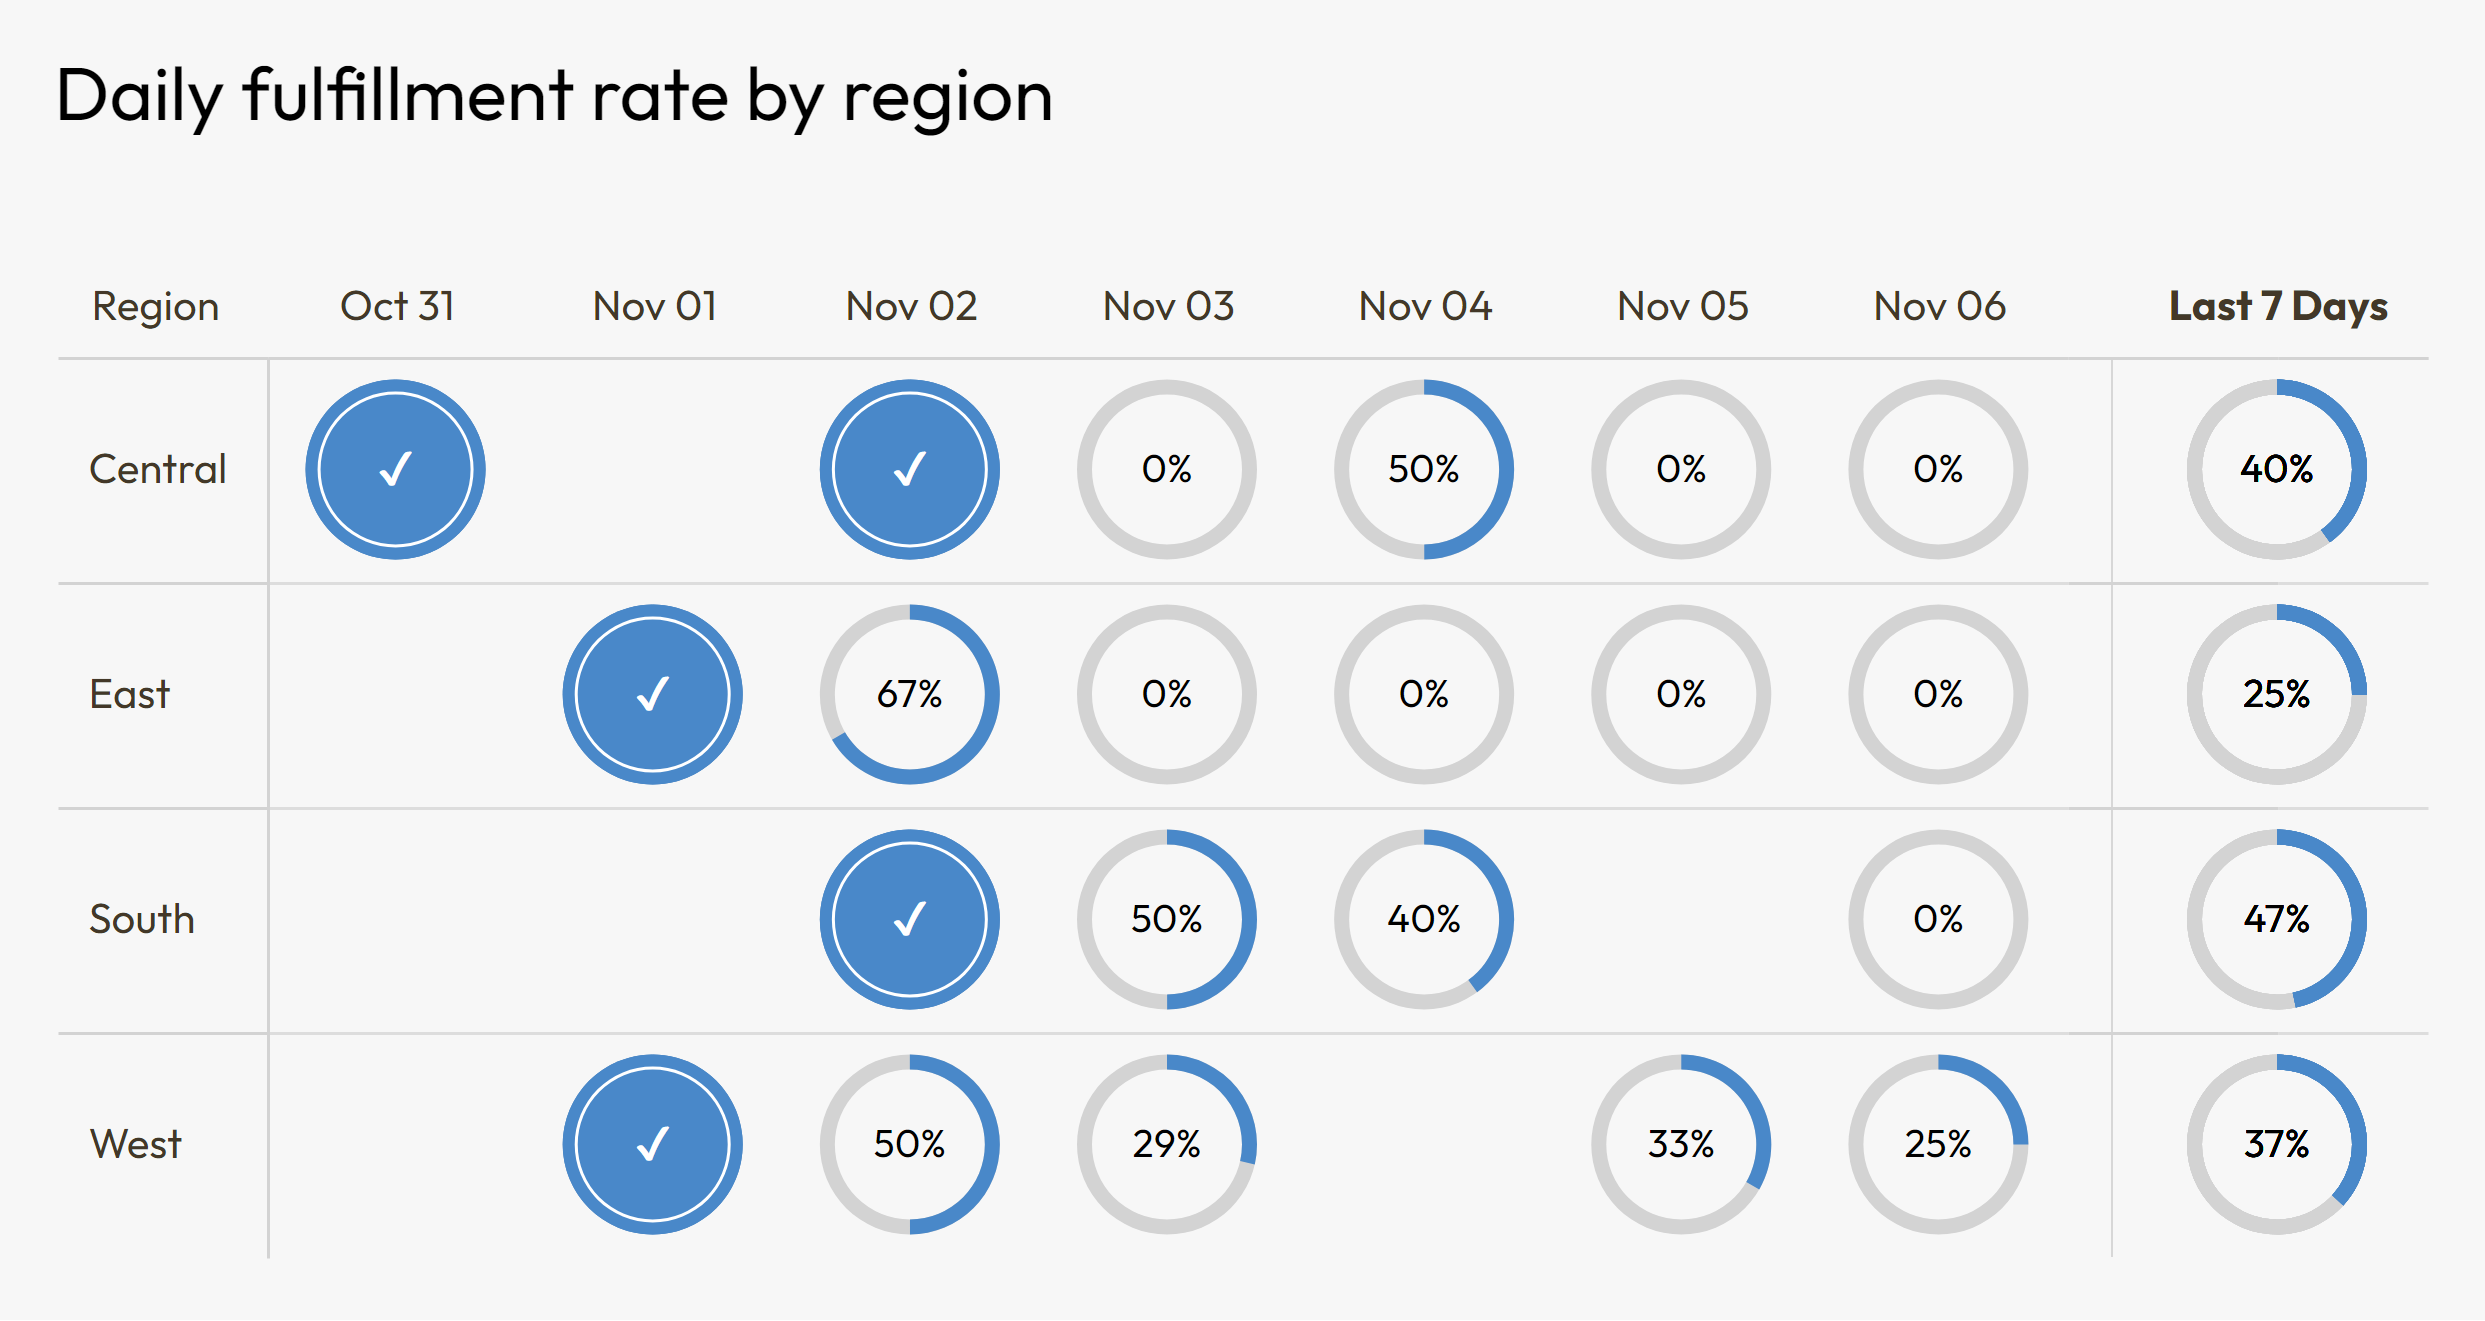 Daily fulfillment rate by region
Region Oct 31 Nov 01 Nov 02 Nov 03 Nov 04 Nov 05 Nov 06 Last 7 Days
Central ✓ ✓ 0% 50% 0% 0% 40%
East ✓ 67% 0% 0% 0% 0% 25%
South ✓ 50% 40% 0% 47%
West ✓ 50% 29% 33% 25% 37%